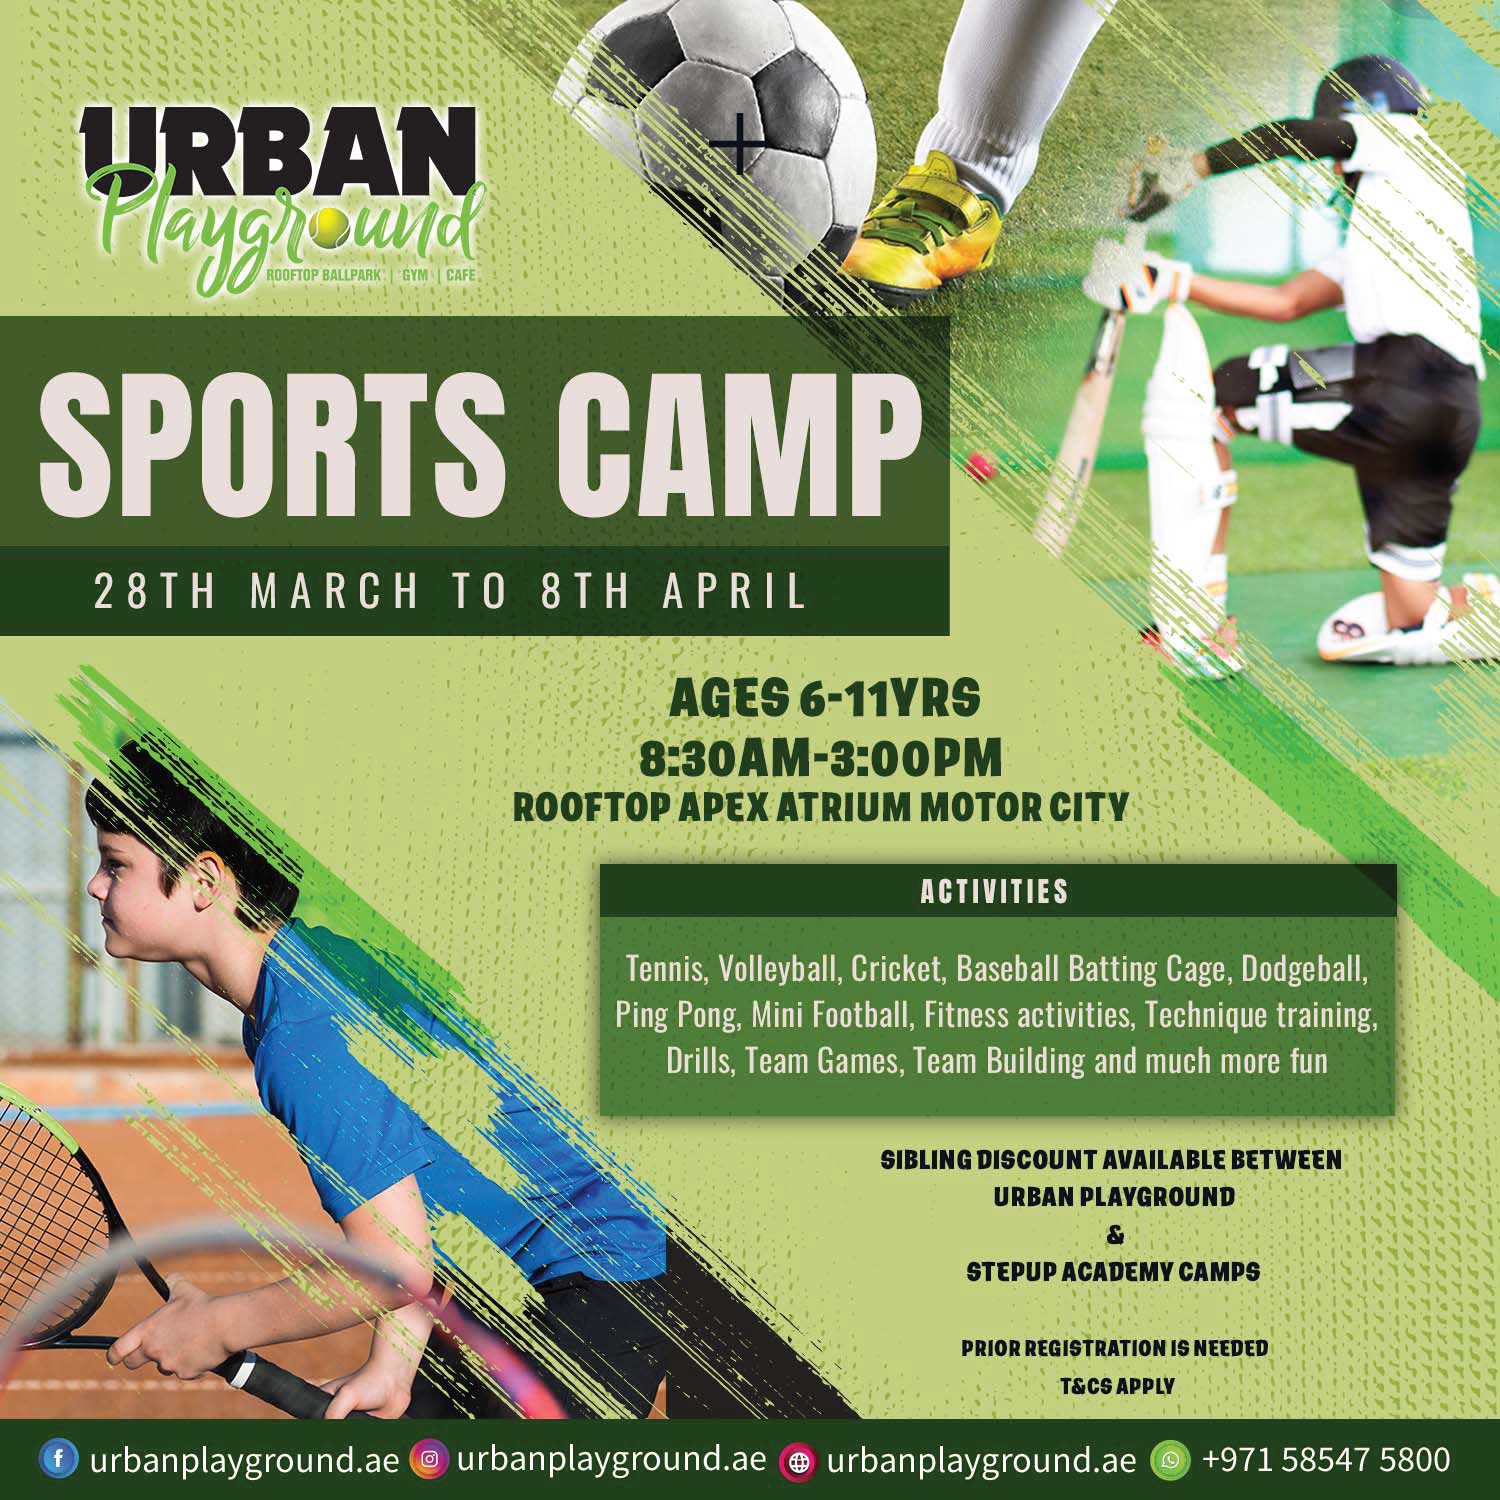 URBAN
Playground
ROOFTOP BALLPARK | GYM | CAFE
SPORTS CAMP
28TH MARCH TO 8TH APRIL
AGES 6-11YRS
8:30AM-3:00PM
ROOFTOP APEX ATRIUM MOTOR CITY
ACTIVITIES
Tennis, Volleyball, Cricket, Baseball Batting Cage, Dodgeball,
Ping Pong, Mini Football, Fitness activities, Technique training,
Drills, Team Games, Team Building and much more fun
SIBLING DISCOUNT AVAILABLE BETWEEN
URBAN PLAYGROUND
&
STEPUP ACADEMY CAMPS
PRIOR REGISTRATION IS NEEDED
T&CS APPLY
urbanplayground.ae urbanplayground.ae urbanplayground.ae +971 58547 5800